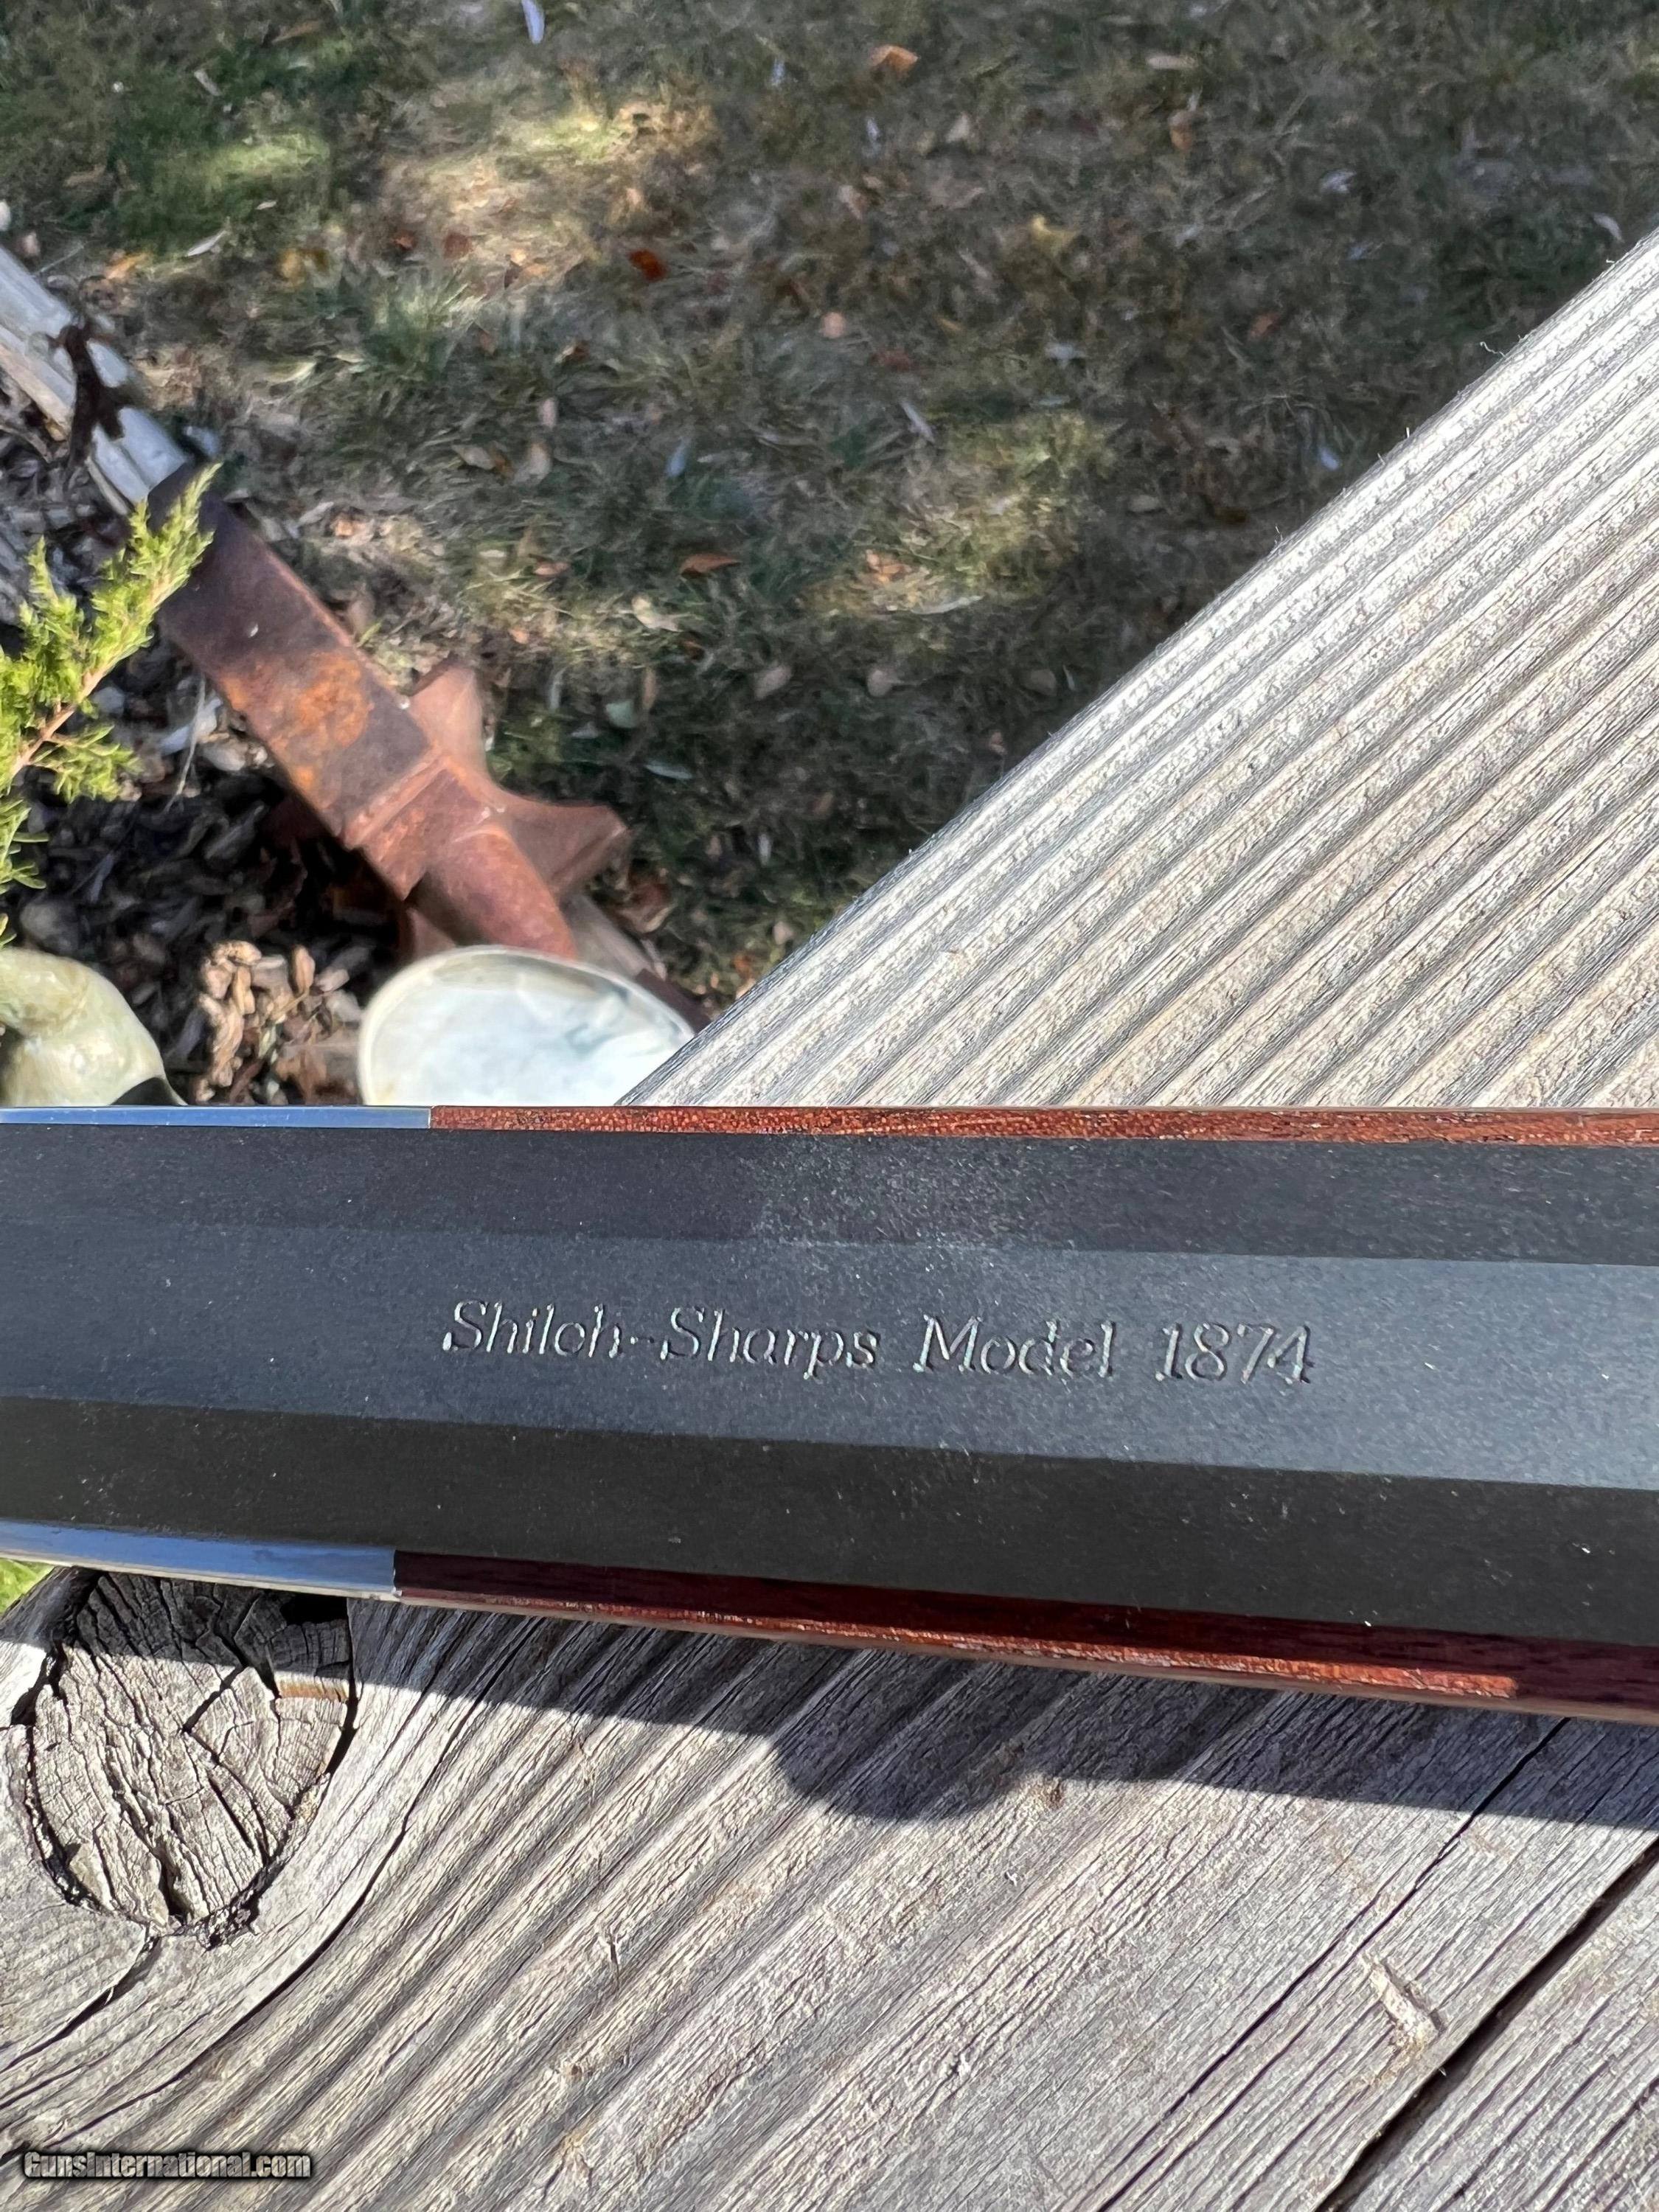 Shiloh-Sharps Model 1874
GunsInternational.com